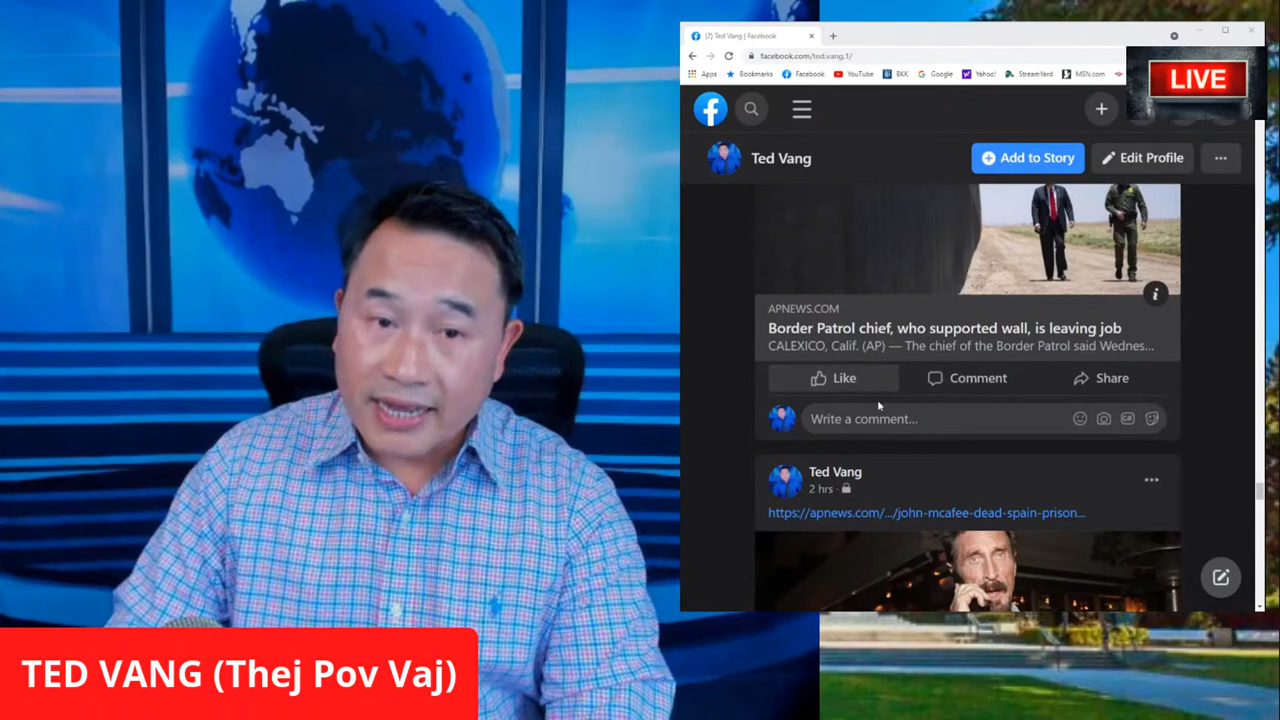 (2) Ted Vang | Facebook
facebook.com/ted.vang.1/
Apps Bookmarks Facebook YouTube BKK Google Yahoo! StreamYard MSN.com
LIVE
Ted Vang
Add to Story
Edit Profile
APNEWS.COM
Border Patrol chief, who supported wall, is leaving job
CALEXICO, Calif. (AP) — The chief of the Border Patrol said Wednes...
Like Comment Share
Write a comment...
GIF
Ted Vang
2 hrs ·
https://apnews.com/.../john-mcafee-dead-spain-prison...
TED VANG (Thej Pov Vaj)